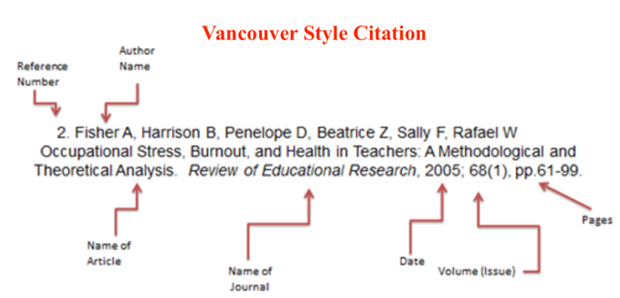 Vancouver Style Citation
Author
Name
Reference
Number
2. Fisher A, Harrison B, Penelope D, Beatrice Z, Sally F, Rafael W
Occupational Stress, Burnout, and Health in Teachers: A Methodological and
Theoretical Analysis. Review of Educational Research, 2005; 68(1), pp.61-99.
Pages
Name of
Article
Name of
Journal
Date
Volume (Issue)